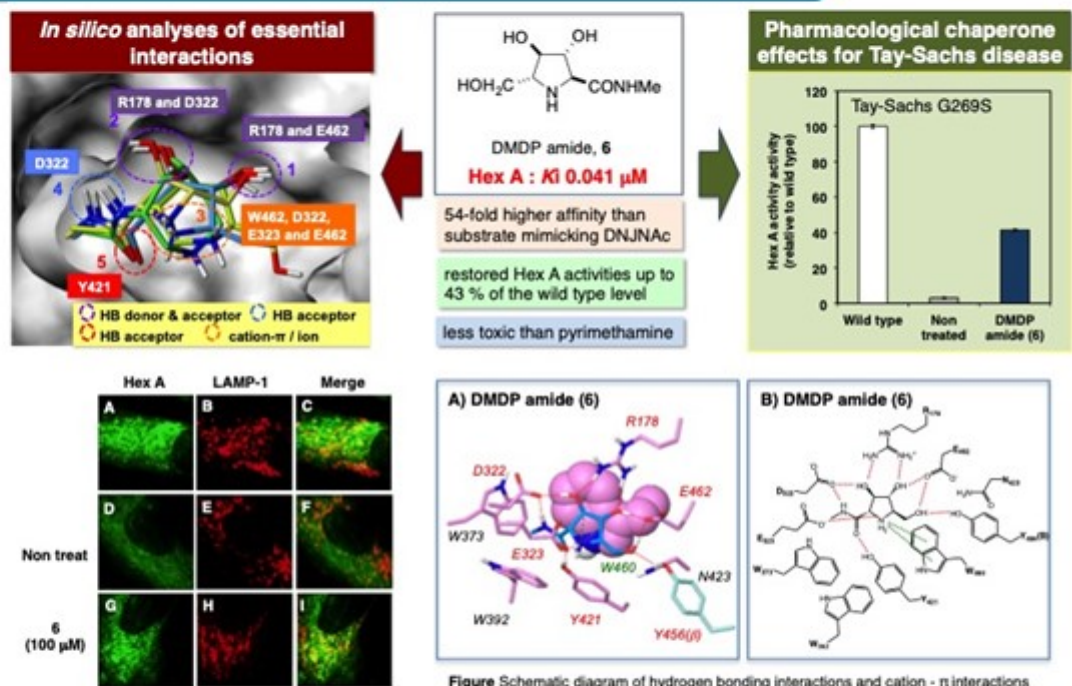 In silico analyses of essential
interactions
R178 and D322
2
R178 and E462
1
D322
4
3
W462, D322,
E323 and E462
5
Y421
HB donor & acceptor
HB acceptor
HB acceptor
cation-π / ion
HO
OH
HOH₂C
N
H
CONHMe
DMDP amide, 6
Hex A : Ki 0.041 µM
54-fold higher affinity than
substrate mimicking DNJNAc
restored Hex A activities up to
43 % of the wild type level
less toxic than pyrimethamine
Pharmacological chaperone
effects for Tay-Sachs disease
Tay-Sachs G269S
Hex A activity
(relative to wild type)
120
100
80
60
40
20
0
Wild type
Non
treated
DMDP
amide (6)
Hex A
LAMP-1
Merge
A
B
C
Non treat
D
E
F
6
(100 µM)
G
H
I
A) DMDP amide (6)
R178
D322
E462
W373
E323
W460
N423
W392
Y421
Y456(β)
B) DMDP amide (6)
Figure Schematic diagram of hydrogen bonding interactions and cation - π interactions